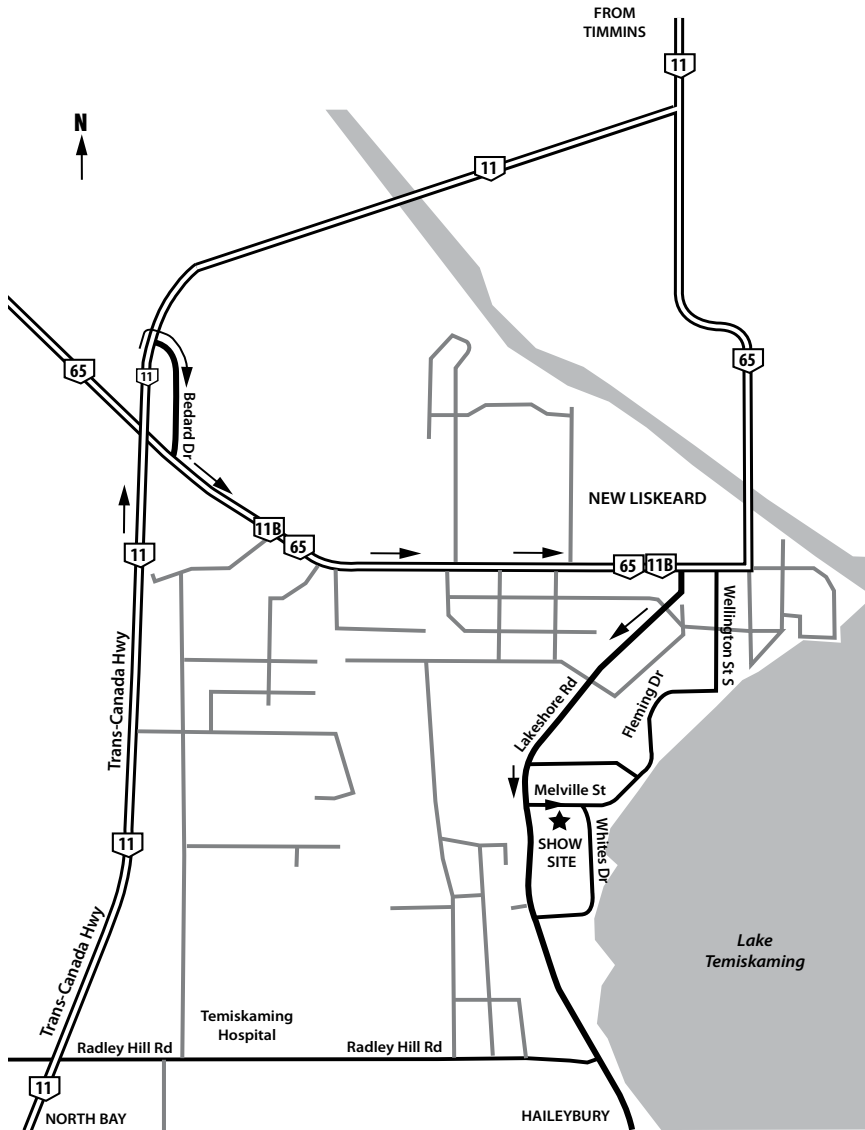 FROM
TIMMINS
11
N
11
65
65
11
Bedard Dr
NEW LISKEARD
11B
65
65
11B
11
Wellington St S
Trans-Canada Hwy
Fleming Dr
Lakeshore Rd
Melville St
SHOW
SITE
Whites Dr
11
Trans-Canada Hwy
Lake
Temiskaming
Temiskaming
Hospital
Radley Hill Rd
Radley Hill Rd
11
NORTH BAY
HAILEYBURY